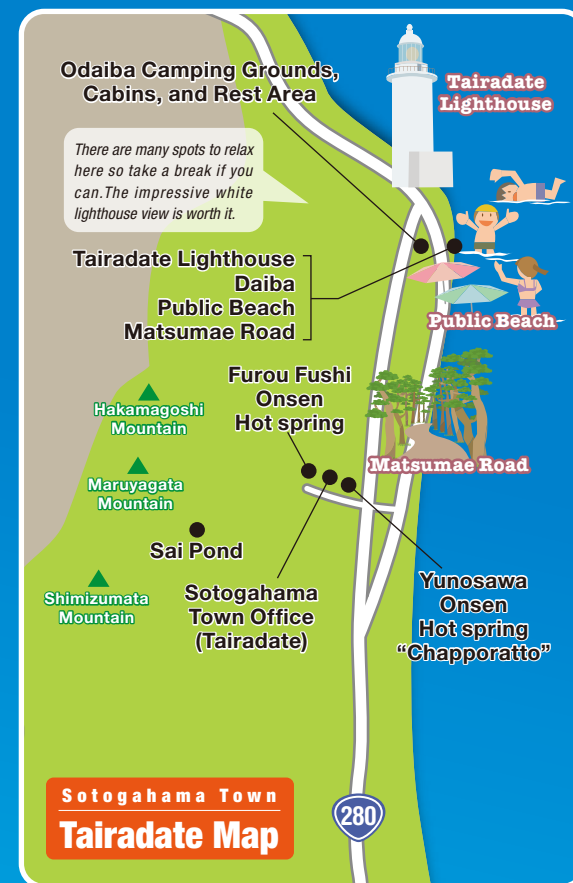 Odaiba Camping Grounds,
Cabins, and Rest Area
Tairadate
Lighthouse
There are many spots to relax
here so take a break if you
can.The impressive white
lighthouse view is worth it.
Tairadate Lighthouse
Daiba
Public Beach
Matsumae Road
Public Beach
Furou Fushi
Onsen
Hot spring
Hakamagoshi
Mountain
Matsumae Road
Maruyagata
Mountain
Sai Pond
Shimizumata
Mountain
Sotogahama
Town Office
(Tairadate)
Yunosawa
Onsen
Hot spring
“Chapporatto”
Sotogahama Town
Tairadate Map
280